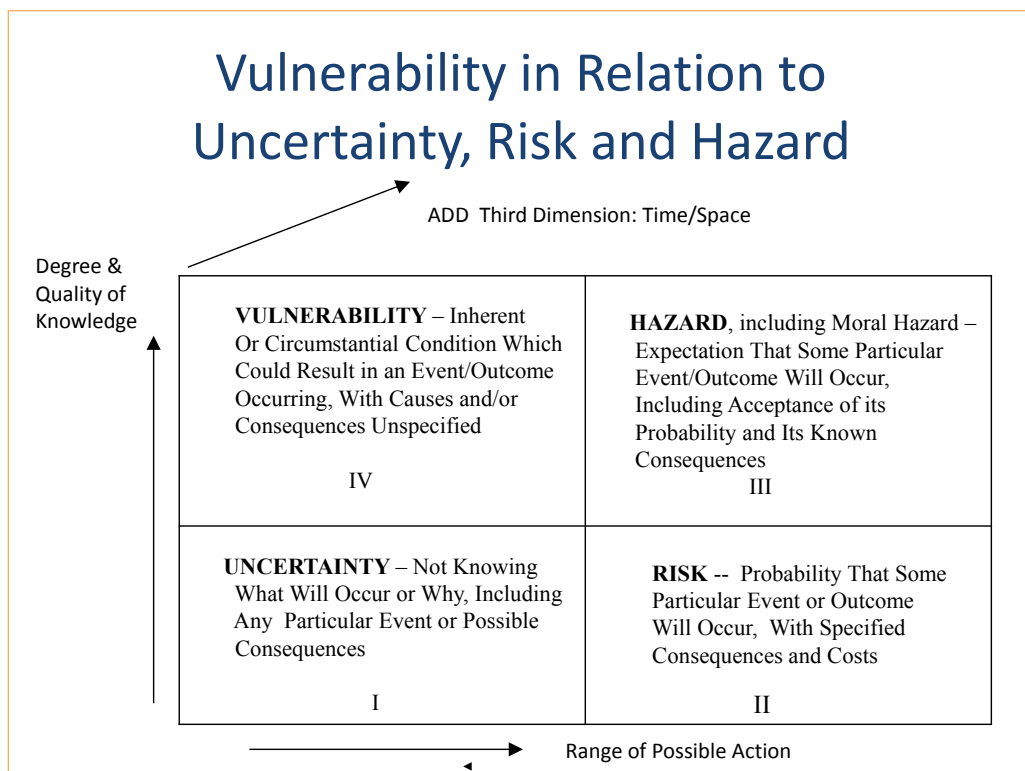 Vulnerability in Relation to
Uncertainty, Risk and Hazard
ADD  Third Dimension: Time/Space
Degree &
Quality of
Knowledge
VULNERABILITY – Inherent
Or Circumstantial Condition Which
Could Result in an Event/Outcome
Occurring, With Causes and/or
Consequences Unspecified
IV
HAZARD, including Moral Hazard –
Expectation That Some Particular
Event/Outcome Will Occur,
Including Acceptance of its
Probability and Its Known
Consequences
III
UNCERTAINTY – Not Knowing
What Will Occur or Why, Including
Any  Particular Event or Possible
Consequences
I
RISK --  Probability That Some
Particular Event or Outcome
Will Occur,  With Specified
Consequences and Costs
II
Range of Possible Action